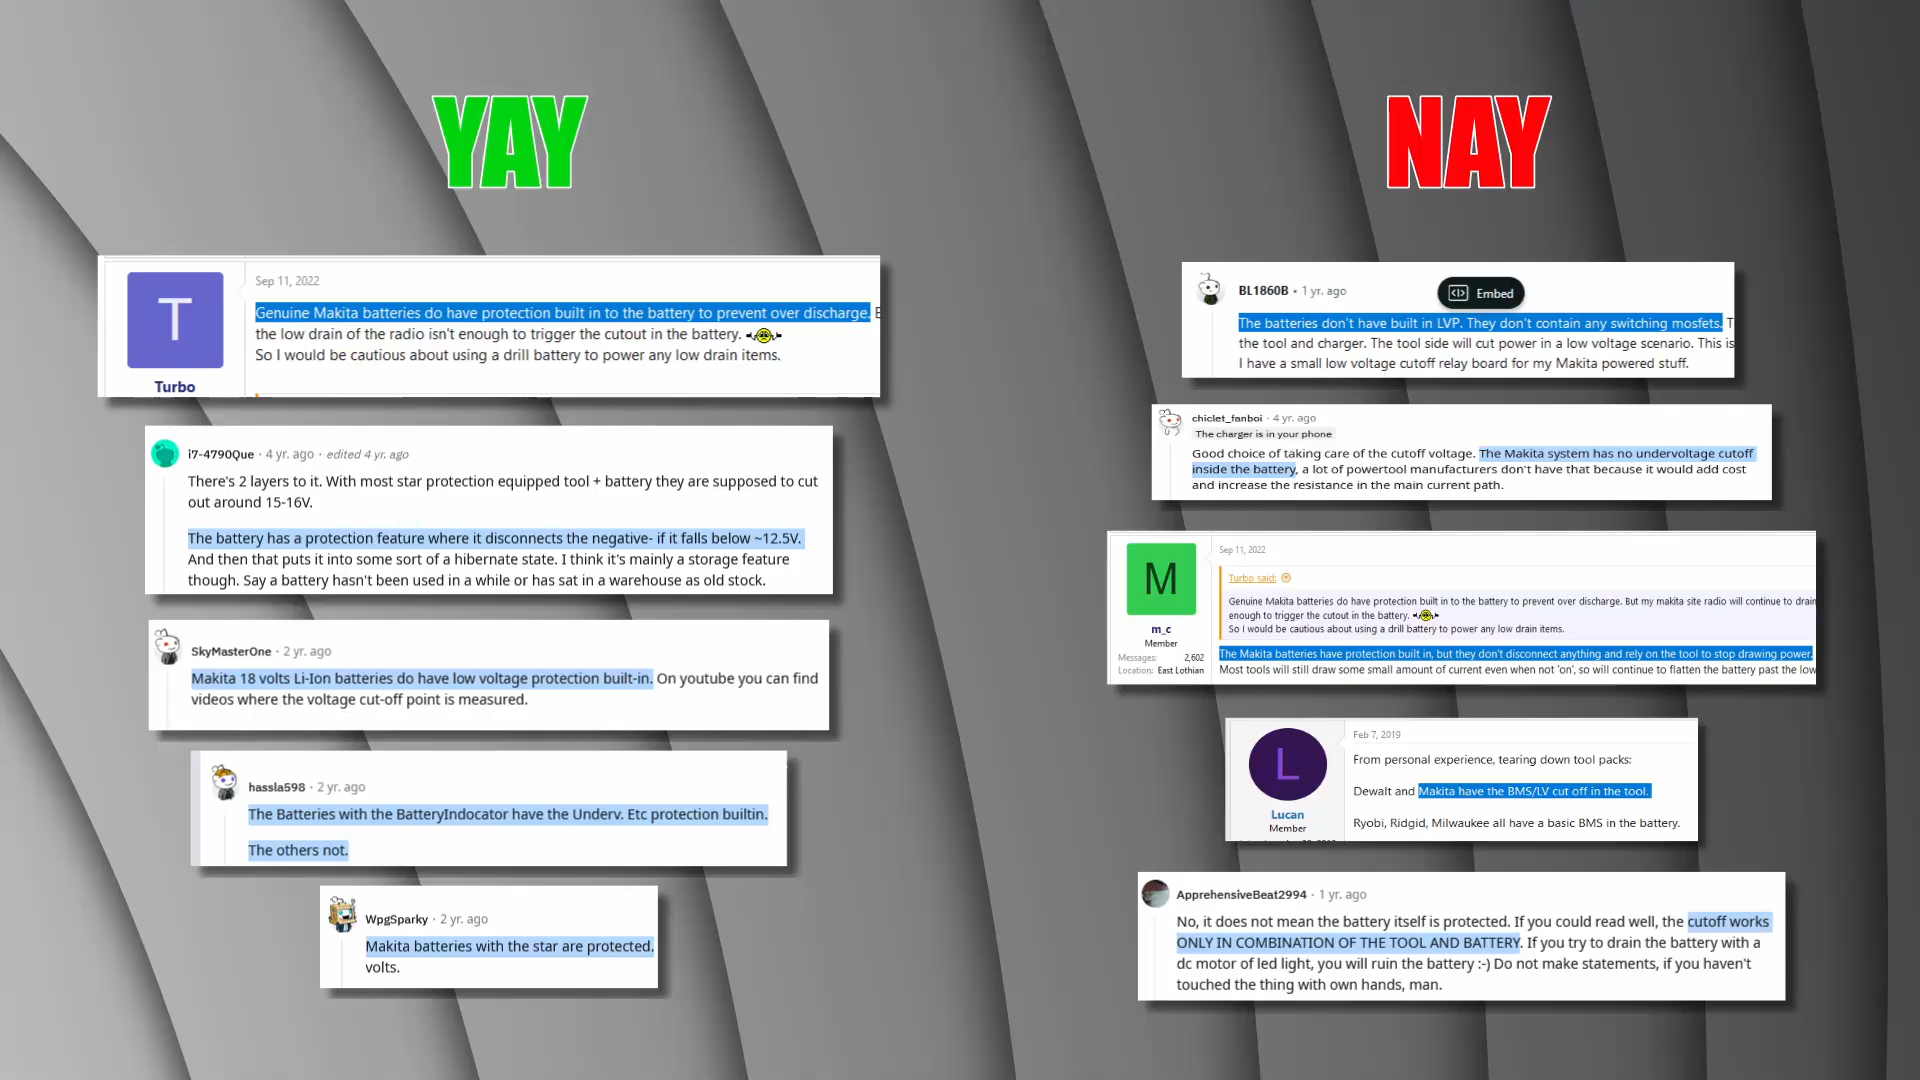 YAY
T
Turbo
Sep 11, 2022
Genuine Makita batteries do have protection built in to the battery to prevent over discharge.
the low drain of the radio isn't enough to trigger the cutout in the battery.
So I would be cautious about using a drill battery to power any low drain items.
i7-4790Que · 4 yr. ago · edited 4 yr. ago
There's 2 layers to it. With most star protection equipped tool + battery they are supposed to cut
out around 15-16V.
The battery has a protection feature where it disconnects the negative- if it falls below ~12.5V.
And then that puts it into some sort of a hibernate state. I think it's mainly a storage feature
though. Say a battery hasn't been used in a while or has sat in a warehouse as old stock.
SkyMasterOne · 2 yr. ago
Makita 18 volts Li-Ion batteries do have low voltage protection built-in. On youtube you can find
videos where the voltage cut-off point is measured.
hassla598 · 2 yr. ago
The Batteries with the BatteryIndocator have the Underv. Etc protection builtin.
The others not.
WpgSparky · 2 yr. ago
Makita batteries with the star are protected.
volts.
NAY
BL1860B • 1 yr. ago
Embed
The batteries don't have built in LVP. They don't contain any switching mosfets. T
the tool and charger. The tool side will cut power in a low voltage scenario. This is
I have a small low voltage cutoff relay board for my Makita powered stuff.
chiclet_fanboi · 4 yr. ago
The charger is in your phone
Good choice of taking care of the cutoff voltage. The Makita system has no undervoltage cutoff
inside the battery, a lot of powertool manufacturers don't have that because it would add cost
and increase the resistance in the main current path.
M
m_c
Member
Messages: 2,602
Location: East Lothian
Sep 11, 2022
Turbo said:
Genuine Makita batteries do have protection built in to the battery to prevent over discharge. But my makita site radio will continue to drain
enough to trigger the cutout in the battery.
So I would be cautious about using a drill battery to power any low drain items.
The Makita batteries have protection built in, but they don't disconnect anything and rely on the tool to stop drawing power.
Most tools will still draw some small amount of current even when not 'on', so will continue to flatten the battery past the low
L
Lucan
Member
Feb 7, 2019
From personal experience, tearing down tool packs:
Dewalt and Makita have the BMS/LV cut off in the tool.
Ryobi, Ridgid, Milwaukee all have a basic BMS in the battery.
ApprehensiveBeat2994 · 1 yr. ago
No, it does not mean the battery itself is protected. If you could read well, the cutoff works
ONLY IN COMBINATION OF THE TOOL AND BATTERY. If you try to drain the battery with a
dc motor of led light, you will ruin the battery :-) Do not make statements, if you haven't
touched the thing with own hands, man.